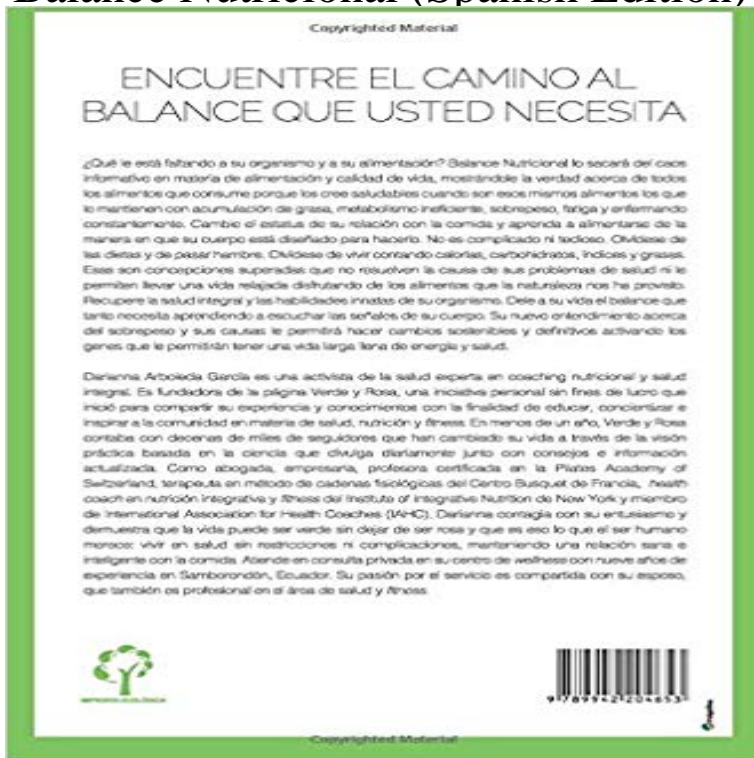 Balance Nutricional (Spanish Edition)
Copyrighted Material
ENCUENTRE EL CAMINO AL
BALANCE QUE USTED NECESITA
¿Qué le está faltando a su organismo y a su alimentación? Balance Nutricional lo sacará del caos
informativo en materia de alimentación y calidad de vida, mostrándole la verdad acerca de todos
los alimentos que consume porque los cree saludables cuando son esos mismos alimentos los que
lo mantienen con acumulación de grasa, metabolismo ineficiente, sobrepeso, fatiga y enfermando
constantemente. Cambie el estatus de su relación con la comida y aprenda a alimentarse de la
manera en que su cuerpo está diseñado para hacerlo. No es complicado ni tedioso. Olvídese de
las dietas y de pasar hambre. Olvídese de vivir contando calorías, carbohidratos, índices y grasas.
Esas son concepciones superadas que no resuelven la causa de sus problemas de salud ni le
permiten llevar una vida relajada disfrutando de los alimentos que la naturaleza nos ha provisto.
Recupere la salud integral y las habilidades innatas de su organismo. Dele a su vida el balance que
tanto necesita aprendiendo a escuchar las señales de su cuerpo. Su nuevo entendimiento acerca
del sobrepeso y sus causas le permitirá hacer cambios sostenibles y definitivos activando los
genes que le permitirán tener una vida larga llena de energía y salud.
Darianna Arboleda García es una activista de la salud experta en coaching nutricional y salud
integral. Es fundadora de la página Verde y Rosa, una iniciativa personal sin fines de lucro que
inició para compartir su experiencia y conocimientos con la finalidad de educar, concientizar e
inspirar a la comunidad en materia de salud, nutrición y fitness. En menos de un año, Verde y Rosa
contaba con decenas de miles de seguidores que han cambiado su vida a través de la visión
práctica basada en la ciencia que divulga diariamente junto con consejos e información
actualizada. Como abogada, empresaria, profesora certificada en la Pilates Academy of
Switzerland, terapeuta en método de cadenas fisiológicas del Centro Busquet de Francia, health
coach en nutrición integrativa y fitness del Institute of Integrative Nutrition de New York y miembro
de International Association for Health Coaches (IAHC). Darianna contagia con su entusiasmo y
demuestra que la vida puede ser verde sin dejar de ser rosa y que es eso lo que el ser humano
merece: vivir en salud sin restricciones ni complicaciones, manteniendo una relación sana e
inteligente con la comida. Atiende en consulta privada en su centro de wellness con nueve años de
experiencia en Samborondón, Ecuador. Su pasión por el servicio es compartida con su esposo,
que también es profesional en el área de salud y fitness.
9 789942 204653
Copyrighted Material